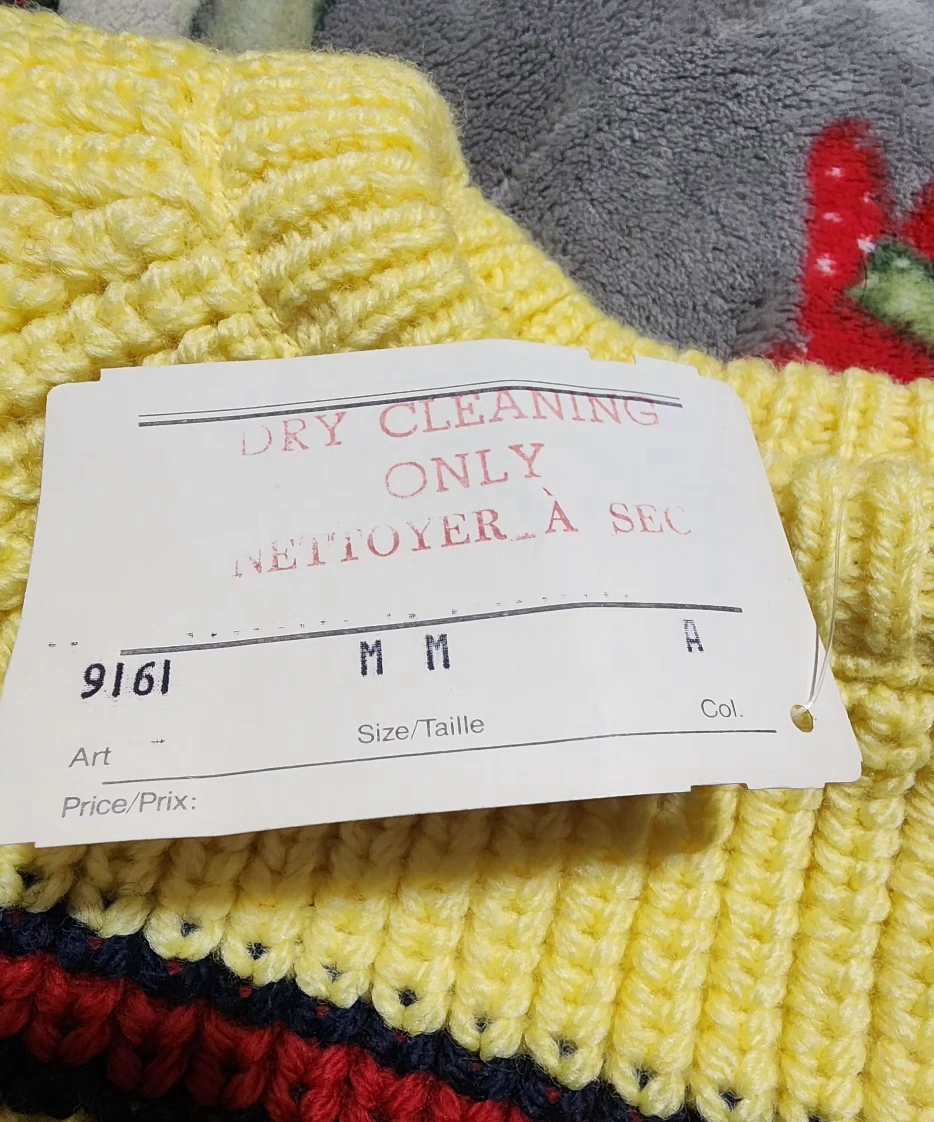 DRY CLEANING
ONLY
NETTOYER À SEC
9161 M M A
Art Size/Taille Col.
Price/Prix: